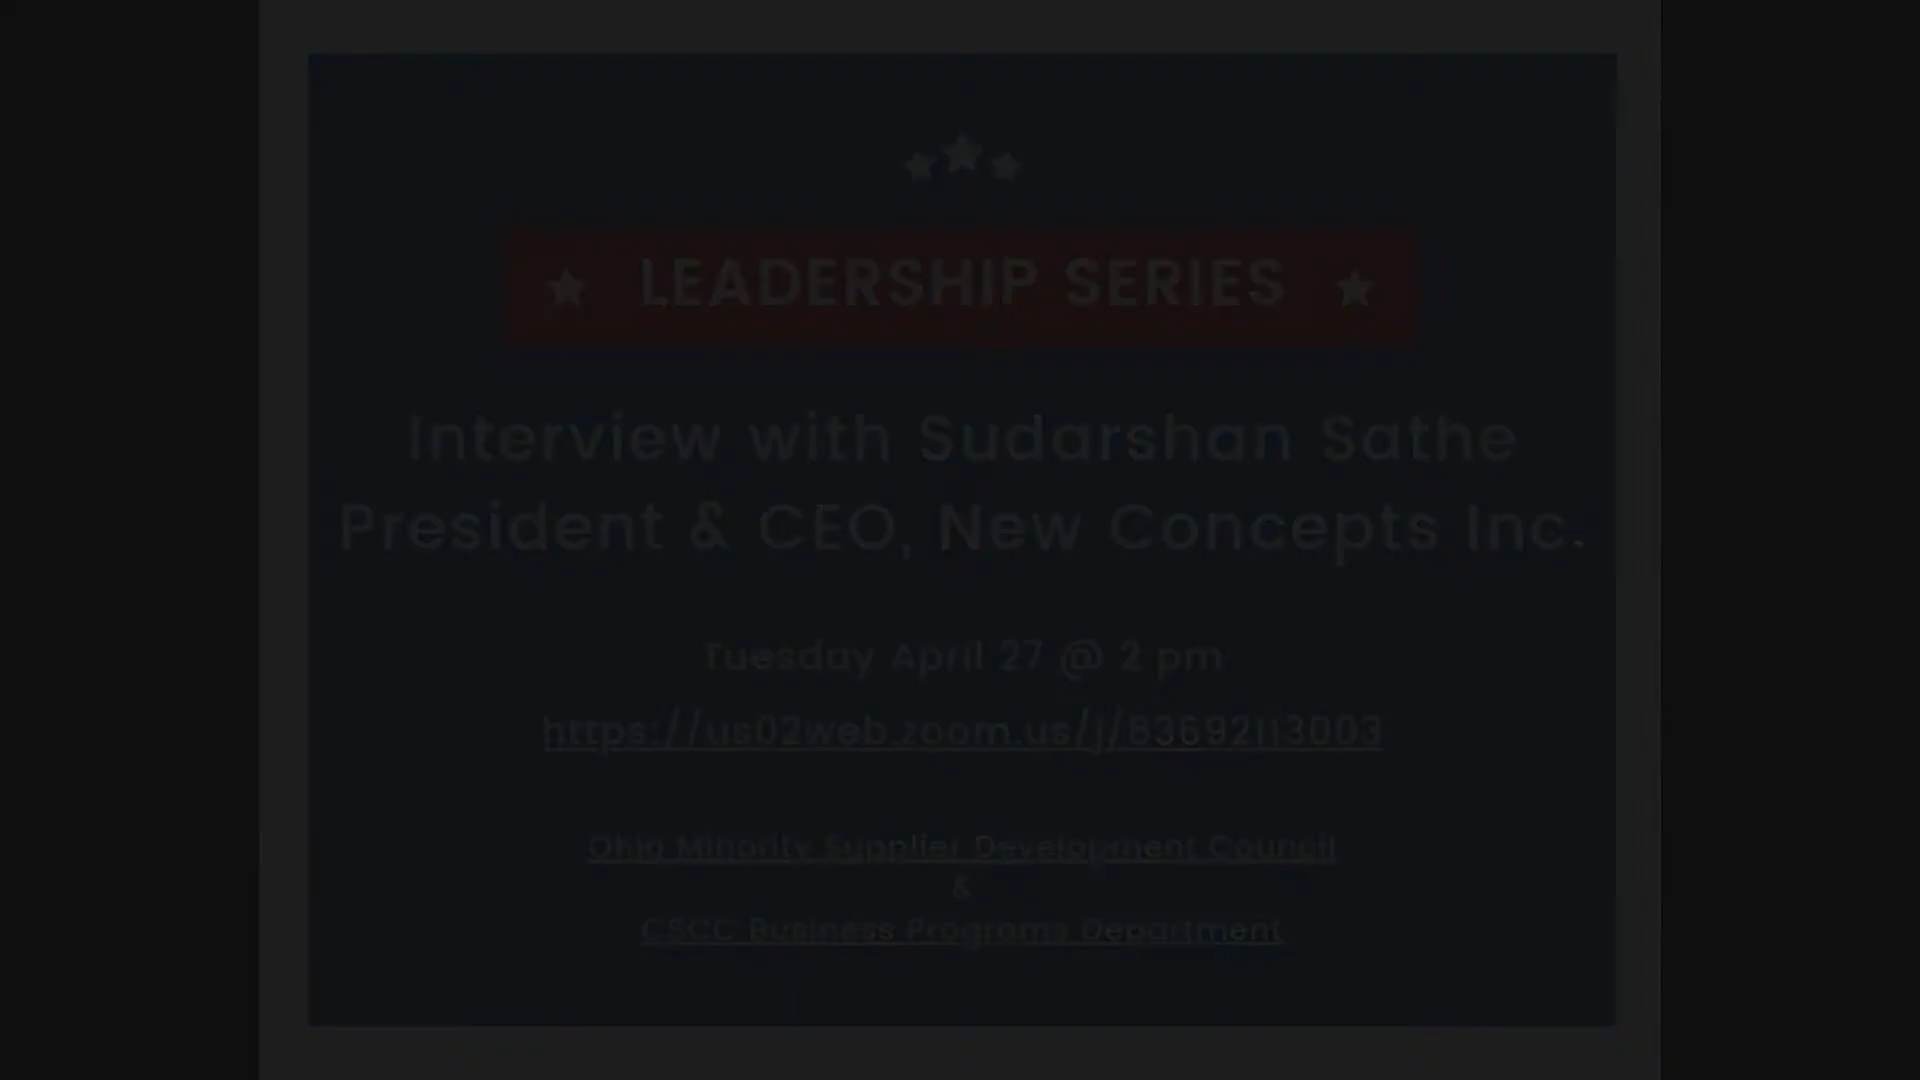 LEADERSHIP SERIES
Interview with Sudarshan Sathe
President & CEO, New Concepts Inc.
Tuesday April 27 @ 2 pm
https://us02web.zoom.us/j/83692113003
Ohio Minority Supplier Development Council
&
CSCC Business Programs Department